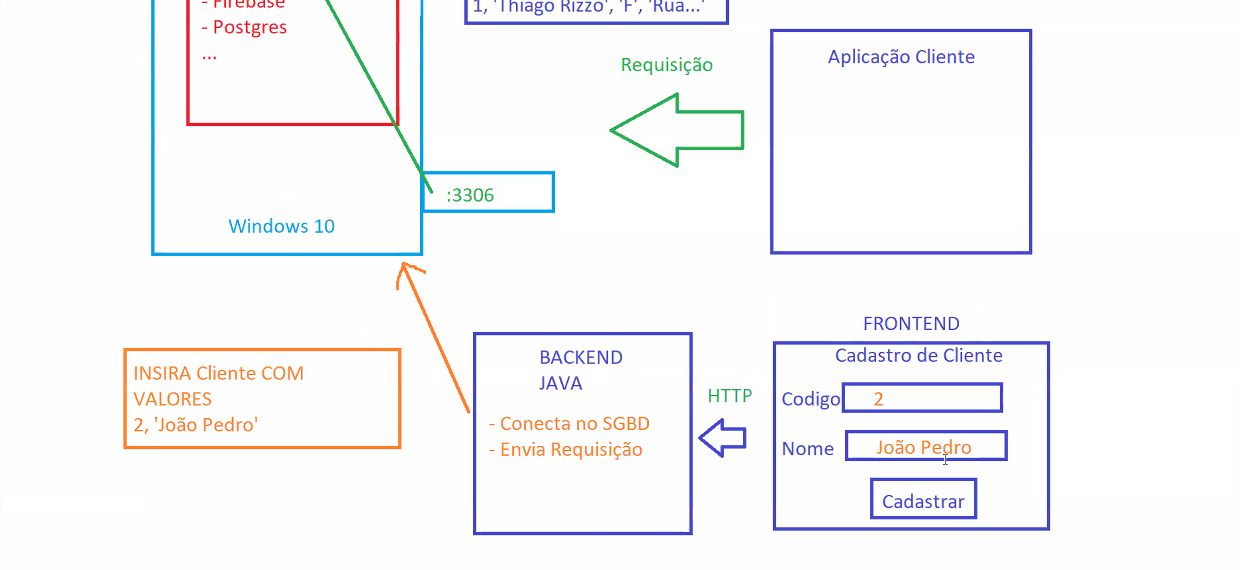 - Firebase
- Postgres
...
1, 'Thiago Rizzo', 'F', 'Rua...'
Requisição
Aplicação Cliente
:3306
Windows 10
FRONTEND
Cadastro de Cliente
Codigo 2
Nome João Pedro
Cadastrar
HTTP
BACKEND
JAVA
- Conecta no SGBD
- Envia Requisição
INSIRA Cliente COM
VALORES
2, 'João Pedro'